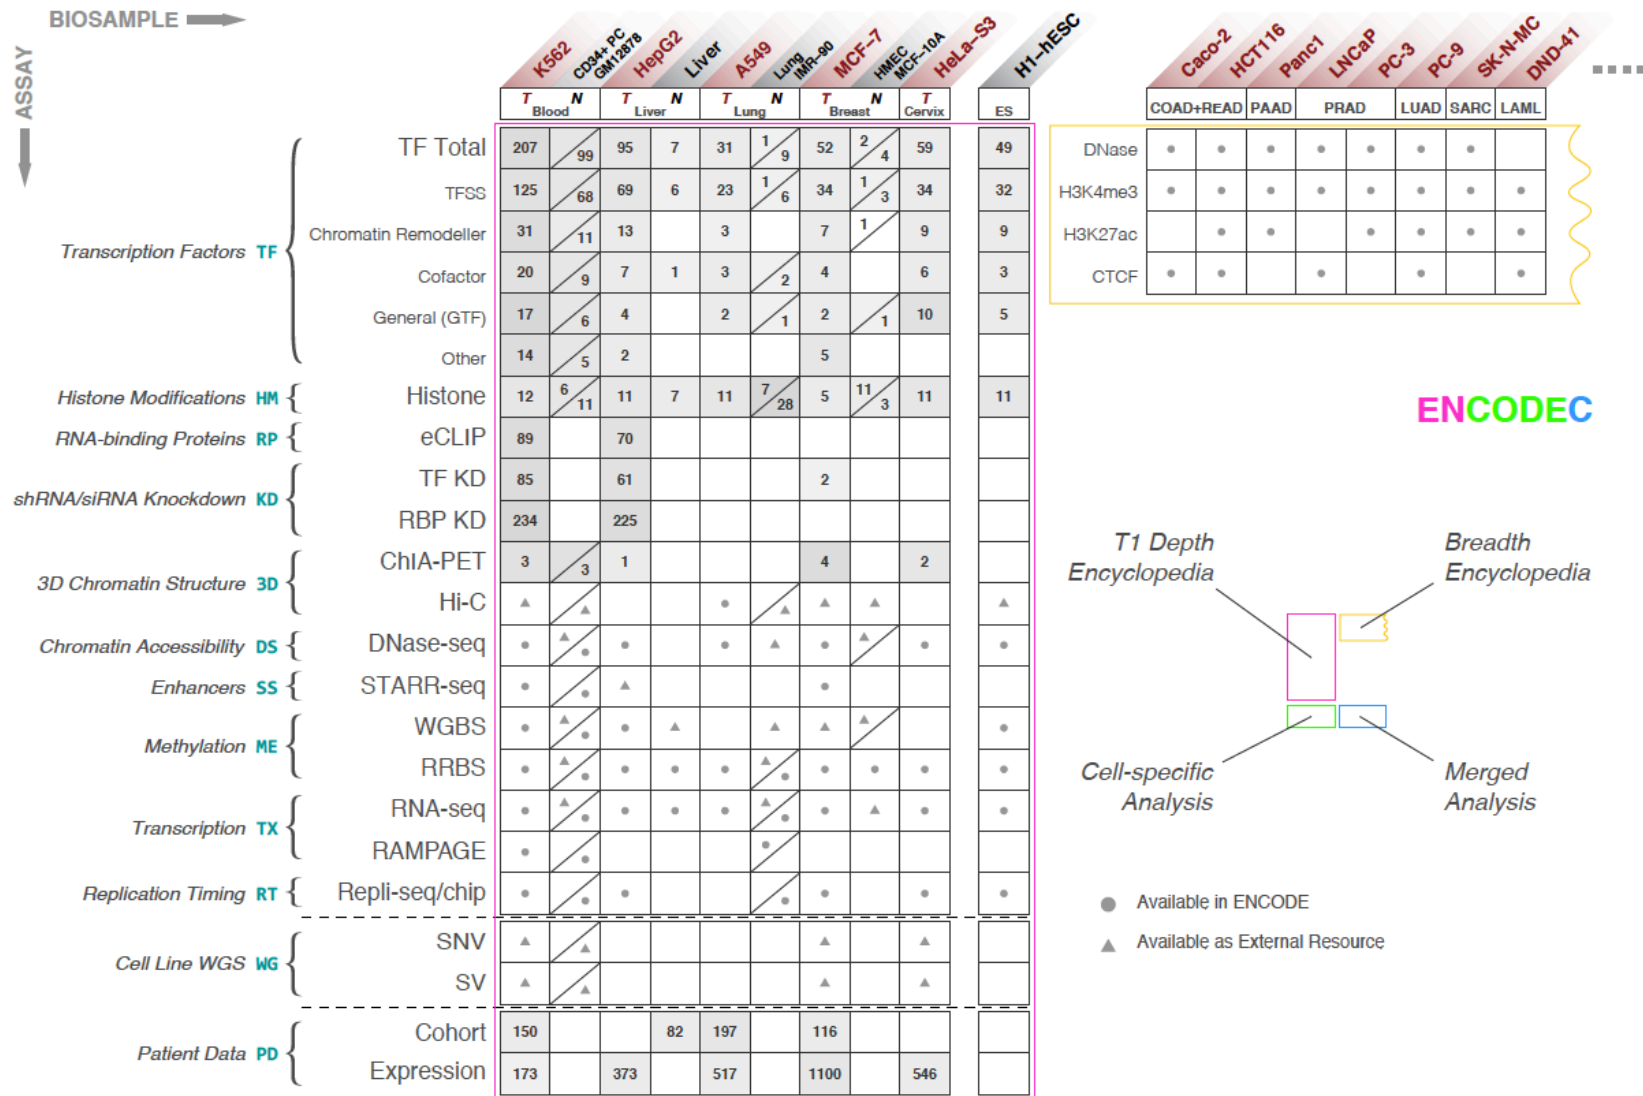 BIOSAMPLE
ASSAY
K562
CD34+ PC
GM12878
HepG2
Liver
A549
Lung
IMR-90
MCF-7
HMEC
MCF-10A
HeLa-S3
H1-hESC
Caco-2
HCT116
Panc1
LNCaP
PC-3
PC-9
SK-N-MC
DND-41
T N T N T N T N T
Blood Liver Lung Breast Cervix ES
COAD+READ PAAD PRAD LUAD SARC LAML
TF Total 207 99 95 7 31 1 9 52 2 4 59 49
TFSS 125 68 69 6 23 1 6 34 1 3 34 32
Chromatin Remodeller 31 11 13 3 7 1 9 9
Transcription Factors TF
Cofactor 20 9 7 1 3 2 4 6 3
General (GTF) 17 6 4 2 1 2 1 10 5
Other 14 5 2 5
Histone Modifications HM Histone 12 6 11 11 7 11 7 28 5 11 3 11 11
RNA-binding Proteins RP eCLIP 89 70
TF KD 85 61 2
shRNA/siRNA Knockdown KD
RBP KD 234 225
ChIA-PET 3 3 1 4 2
3D Chromatin Structure 3D
Hi-C
Chromatin Accessibility DS DNase-seq
Enhancers SS STARR-seq
WGBS
Methylation ME
RRBS
RNA-seq
Transcription TX
RAMPAGE
Replication Timing RT Repli-seq/chip
SNV
Cell Line WGS WG
SV
Cohort 150 82 197 116
Patient Data PD
Expression 173 373 517 1100 546
DNase
H3K4me3
H3K27ac
CTCF
ENCODEC
T1 Depth
Encyclopedia
Breadth
Encyclopedia
Cell-specific
Analysis
Merged
Analysis
Available in ENCODE
Available as External Resource